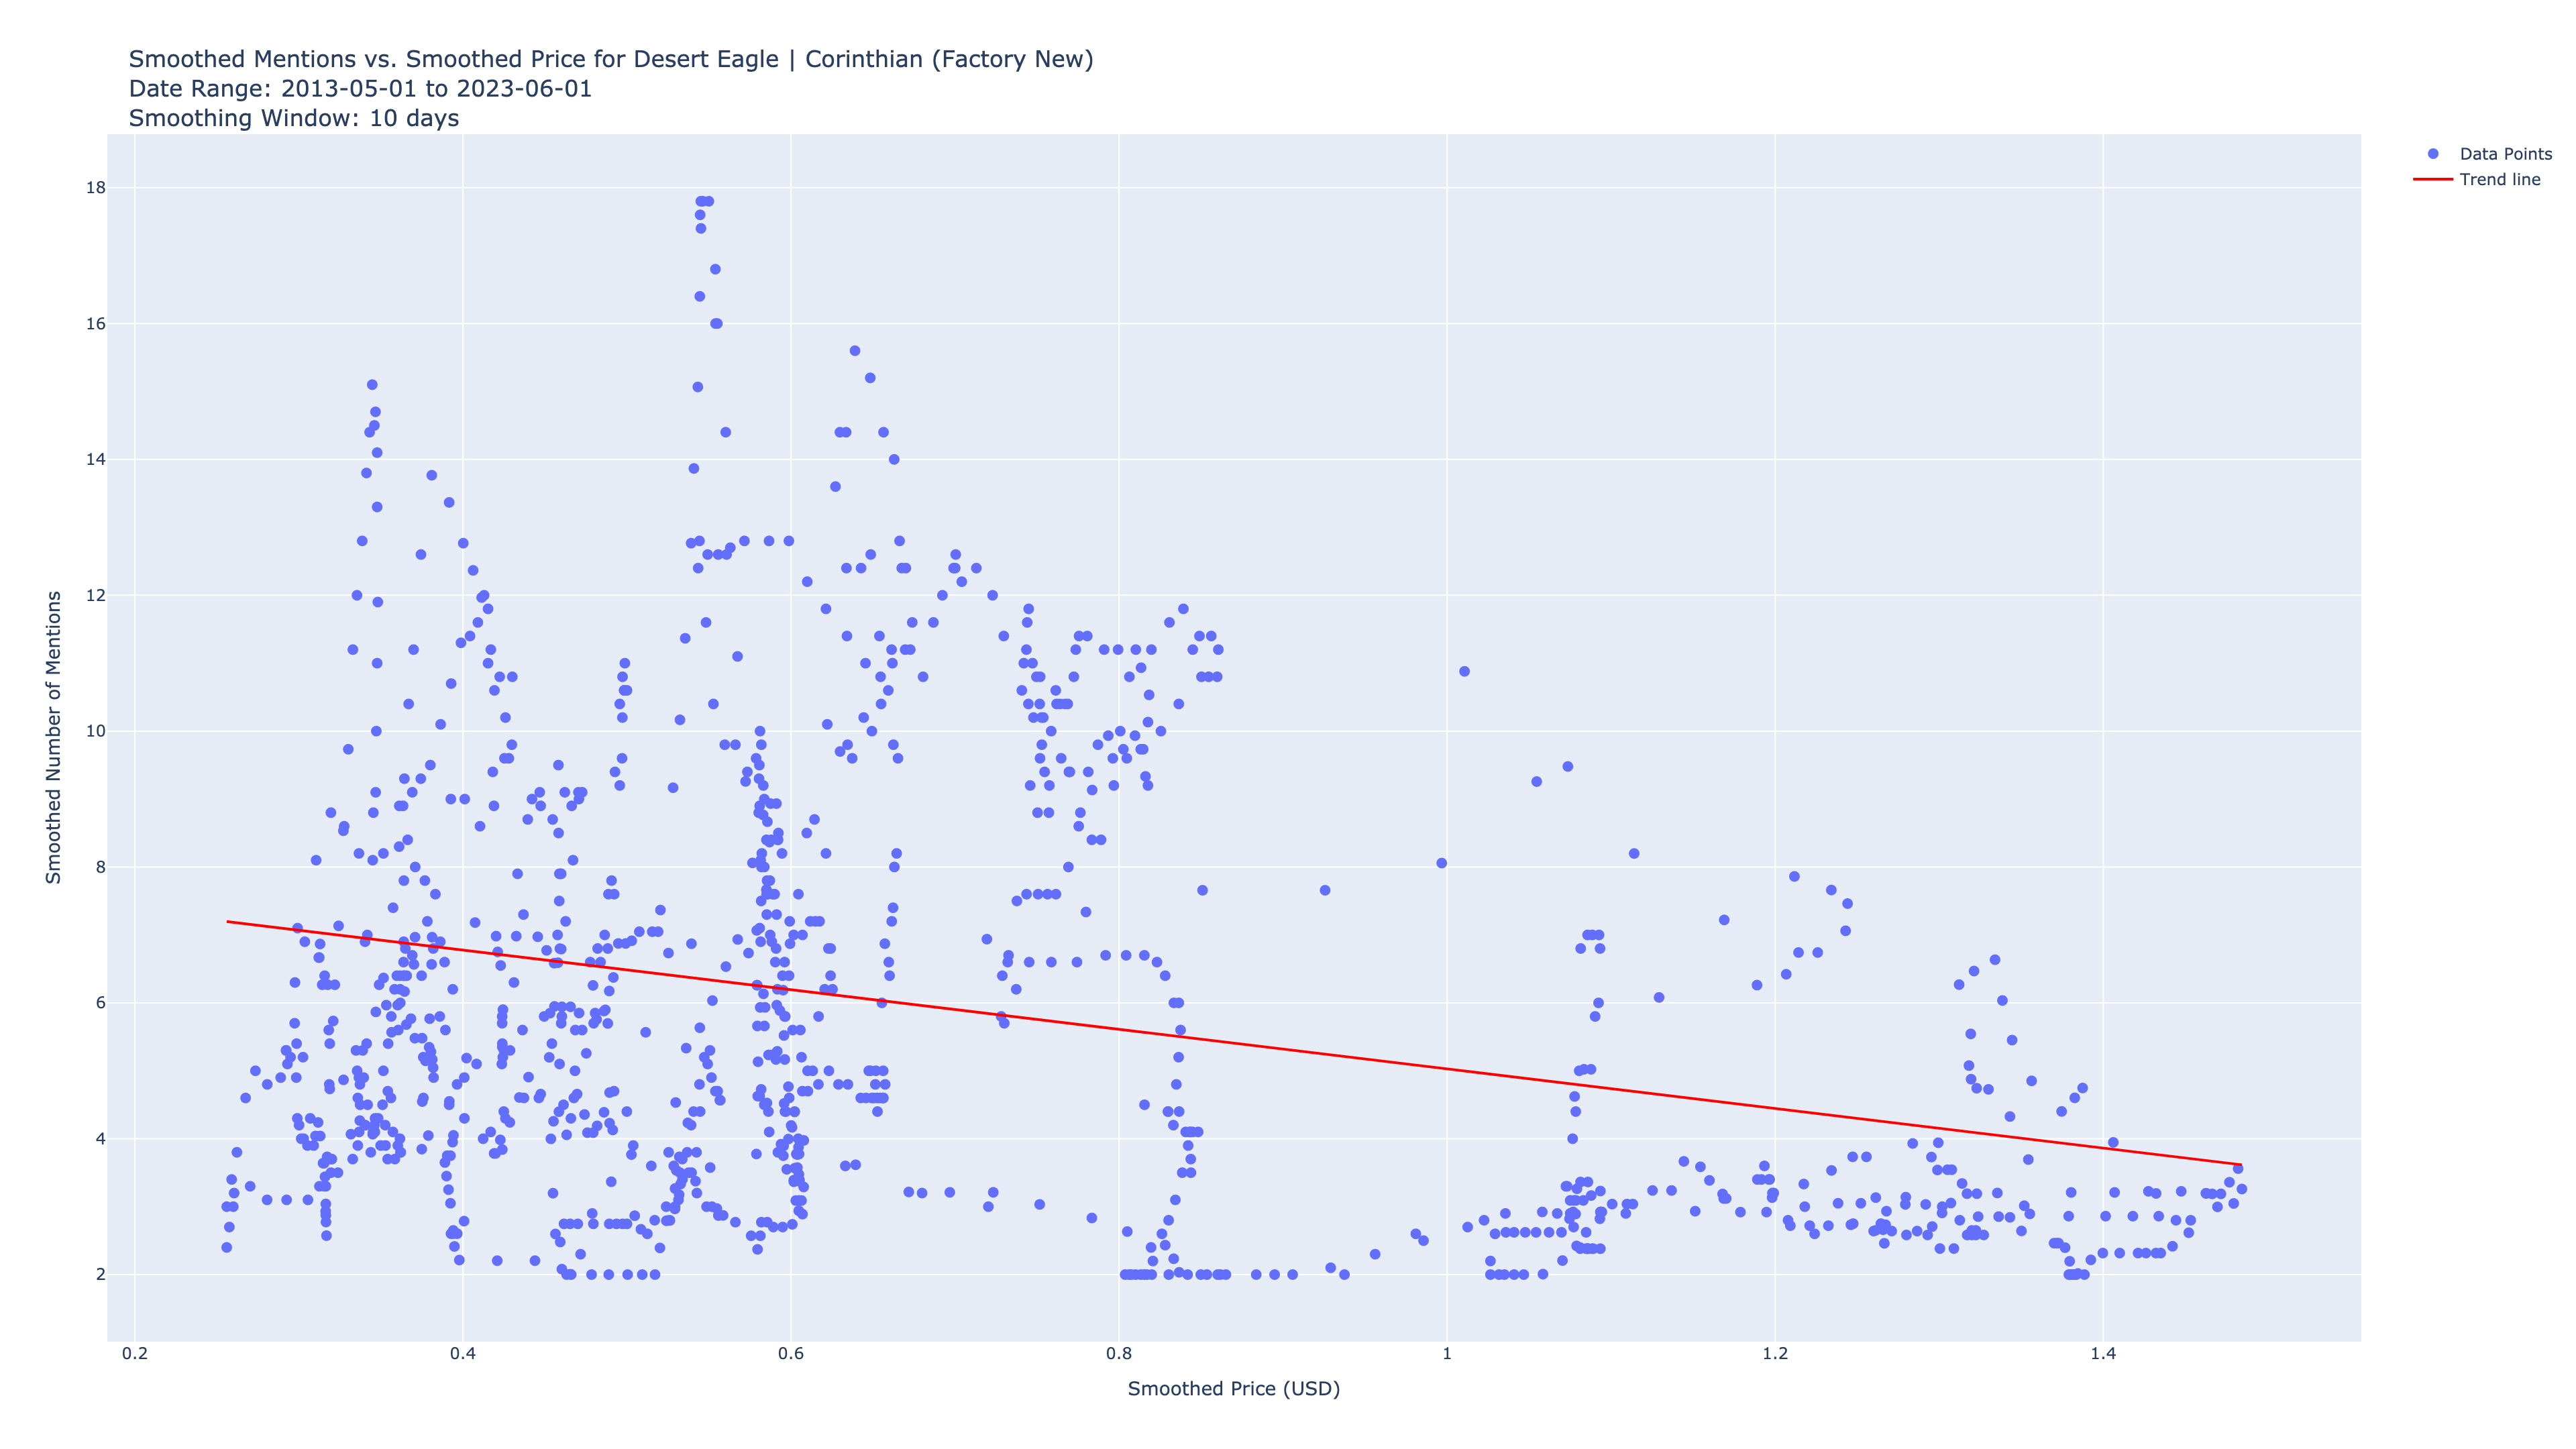 Smoothed Mentions vs. Smoothed Price for Desert Eagle | Corinthian (Factory New)
Date Range: 2013-05-01 to 2023-06-01
Smoothing Window: 10 days
Data Points
Trend line
18
16
14
12
10
8
6
4
2
Smoothed Number of Mentions
0.2
0.4
0.6
0.8
1
1.2
1.4
Smoothed Price (USD)